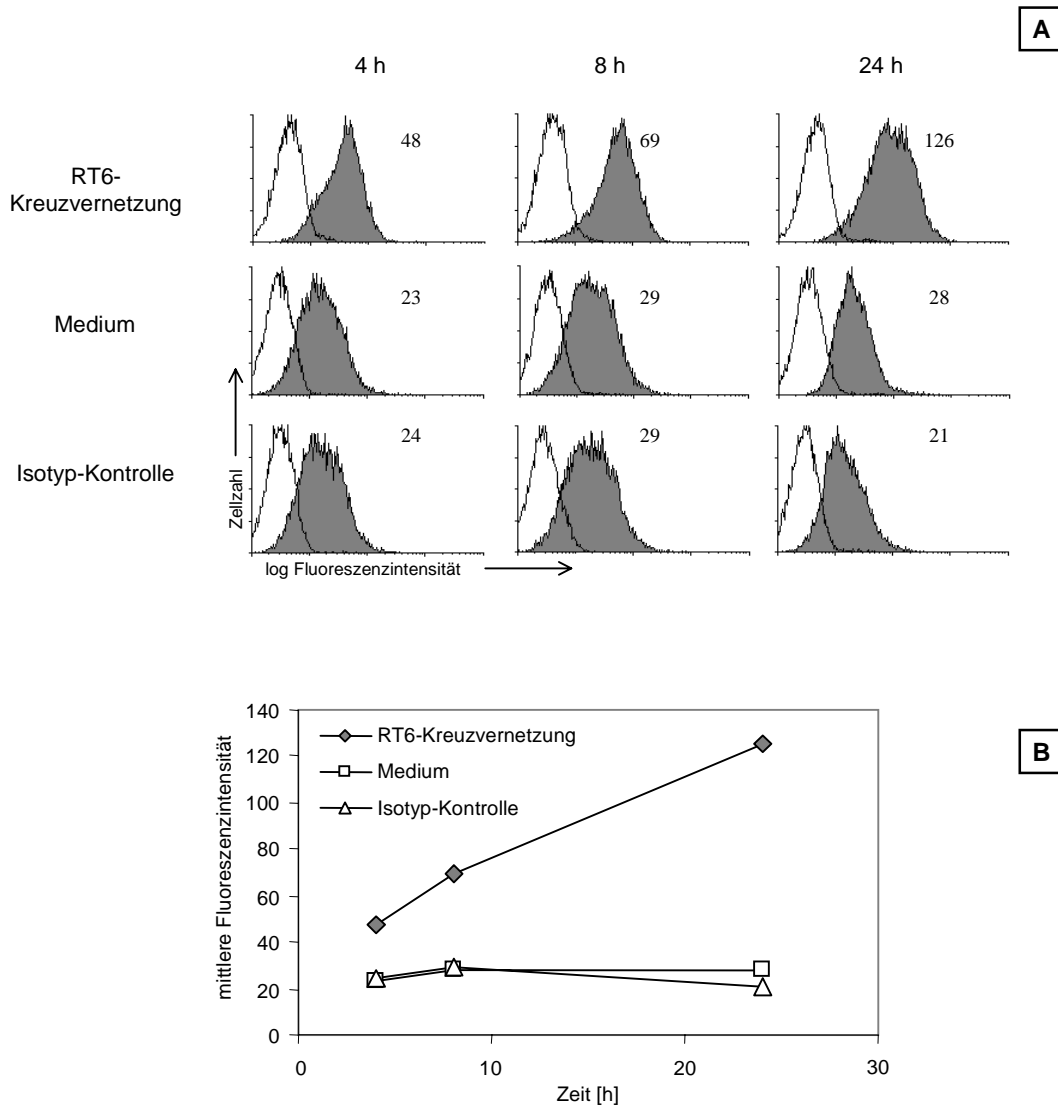 A
4 h
8 h
24 h
RT6-
Kreuzvernetzung
48
69
126
Medium
23
29
28
Isotyp-Kontrolle
24
29
21
Zellzahl
log Fluoreszenzintensität
B
mittlere Fluoreszenzintensität
140
120
100
80
60
40
20
0
RT6-Kreuzvernetzung
Medium
Isotyp-Kontrolle
0
10
20
30
Zeit [h]